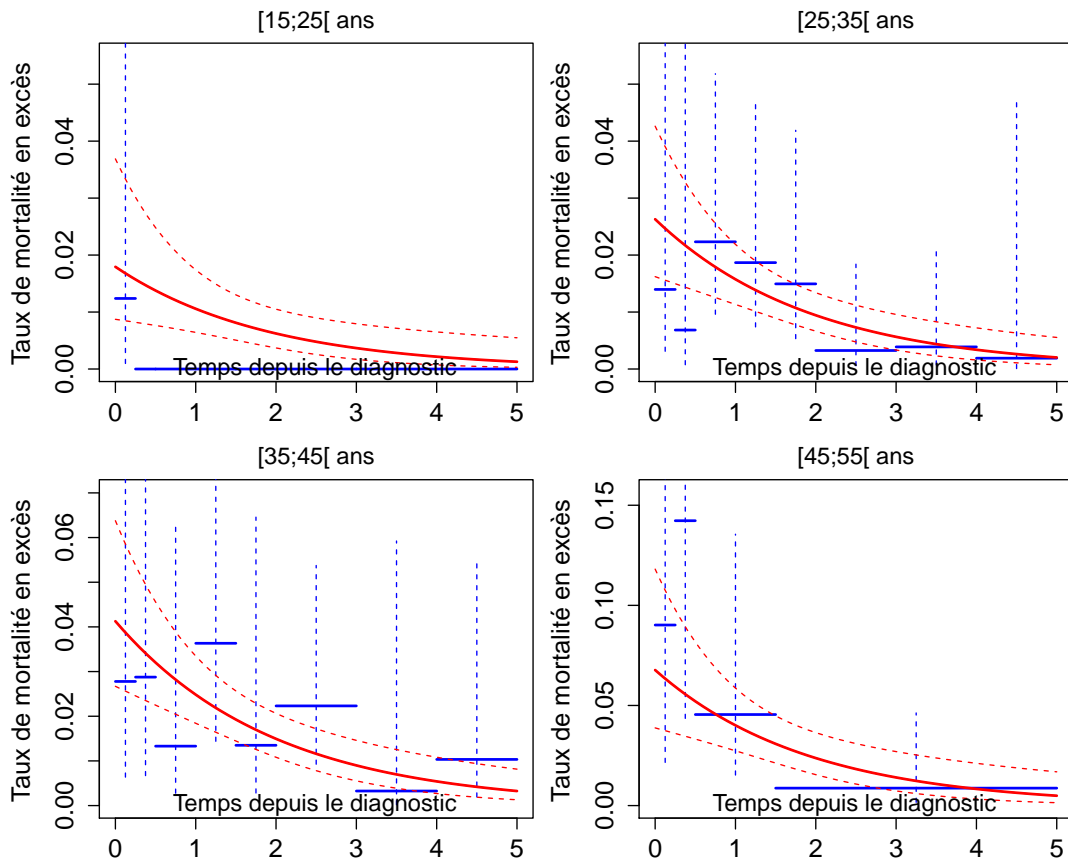 [15;25[ ans
Taux de mortalité en excès
0.04
0.02
0.00
Temps depuis le diagnostic
0 1 2 3 4 5
[25;35[ ans
Taux de mortalité en excès
0.04
0.02
0.00
Temps depuis le diagnostic
0 1 2 3 4 5
[35;45[ ans
Taux de mortalité en excès
0.06
0.04
0.02
0.00
Temps depuis le diagnostic
0 1 2 3 4 5
[45;55[ ans
Taux de mortalité en excès
0.15
0.10
0.05
0.00
Temps depuis le diagnostic
0 1 2 3 4 5